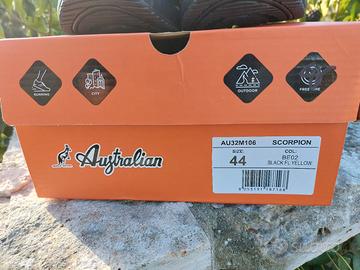 RUNNING
CITY
OUTDOOR
FREE TIME
Australian
AU32M106 SCORPION
SIZE:
44
COL:
BE02
BLACK FL YELLOW